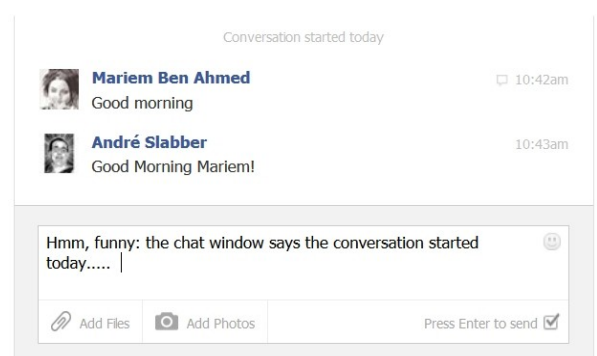 Conversation started today
Mariem Ben Ahmed 10:42am
Good morning
André Slabber 10:43am
Good Morning Mariem!
Hmm, funny: the chat window says the conversation started
today.....
Add Files Add Photos Press Enter to send